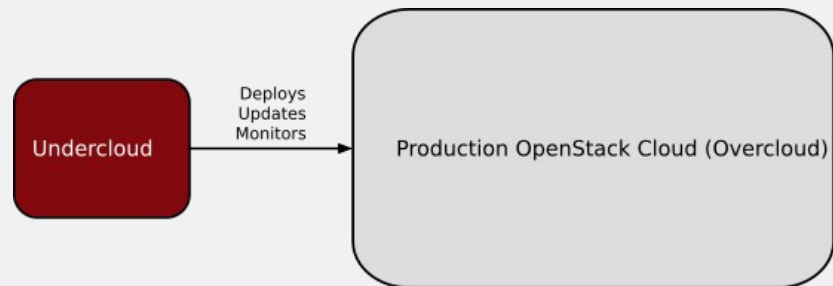 Undercloud
Deploys
Updates
Monitors
Production OpenStack Cloud (Overcloud)